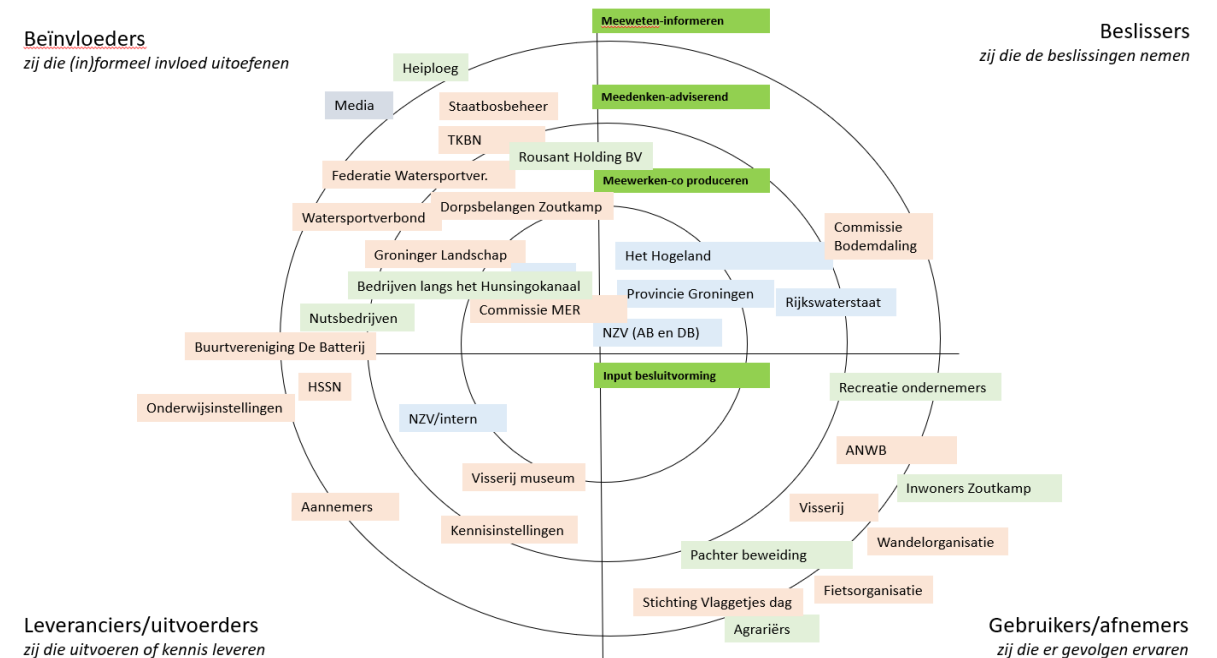 Meeweten-informeren
Beïnvloeders
zij die (in)formeel invloed uitoefenen
Beslissers
zij die de beslissingen nemen
Heiploeg
Media
Staatbosbeheer
Meedenken-adviserend
TKBN
Rousant Holding BV
Federatie Watersportver.
Meewerken-co produceren
Dorpsbelangen Zoutkamp
Watersportverbond
Commissie
Bodemdaling
Groninger Landschap
Het Hogeland
Bedrijven langs het Hunsingokanaal
Provincie Groningen
Rijkswaterstaat
Commissie MER
Nutsbedrijven
NZV (AB en DB)
Buurtvereniging De Batterij
Input besluitvorming
HSSN
Recreatie ondernemers
Onderwijsinstellingen
NZV/intern
ANWB
Visserij museum
Inwoners Zoutkamp
Aannemers
Visserij
Kennisinstellingen
Wandelorganisatie
Pachter beweiding
Fietsorganisatie
Stichting Vlaggetjes dag
Agrariërs
Leveranciers/uitvoerders
zij die uitvoeren of kennis leveren
Gebruikers/afnemers
zij die er gevolgen ervaren